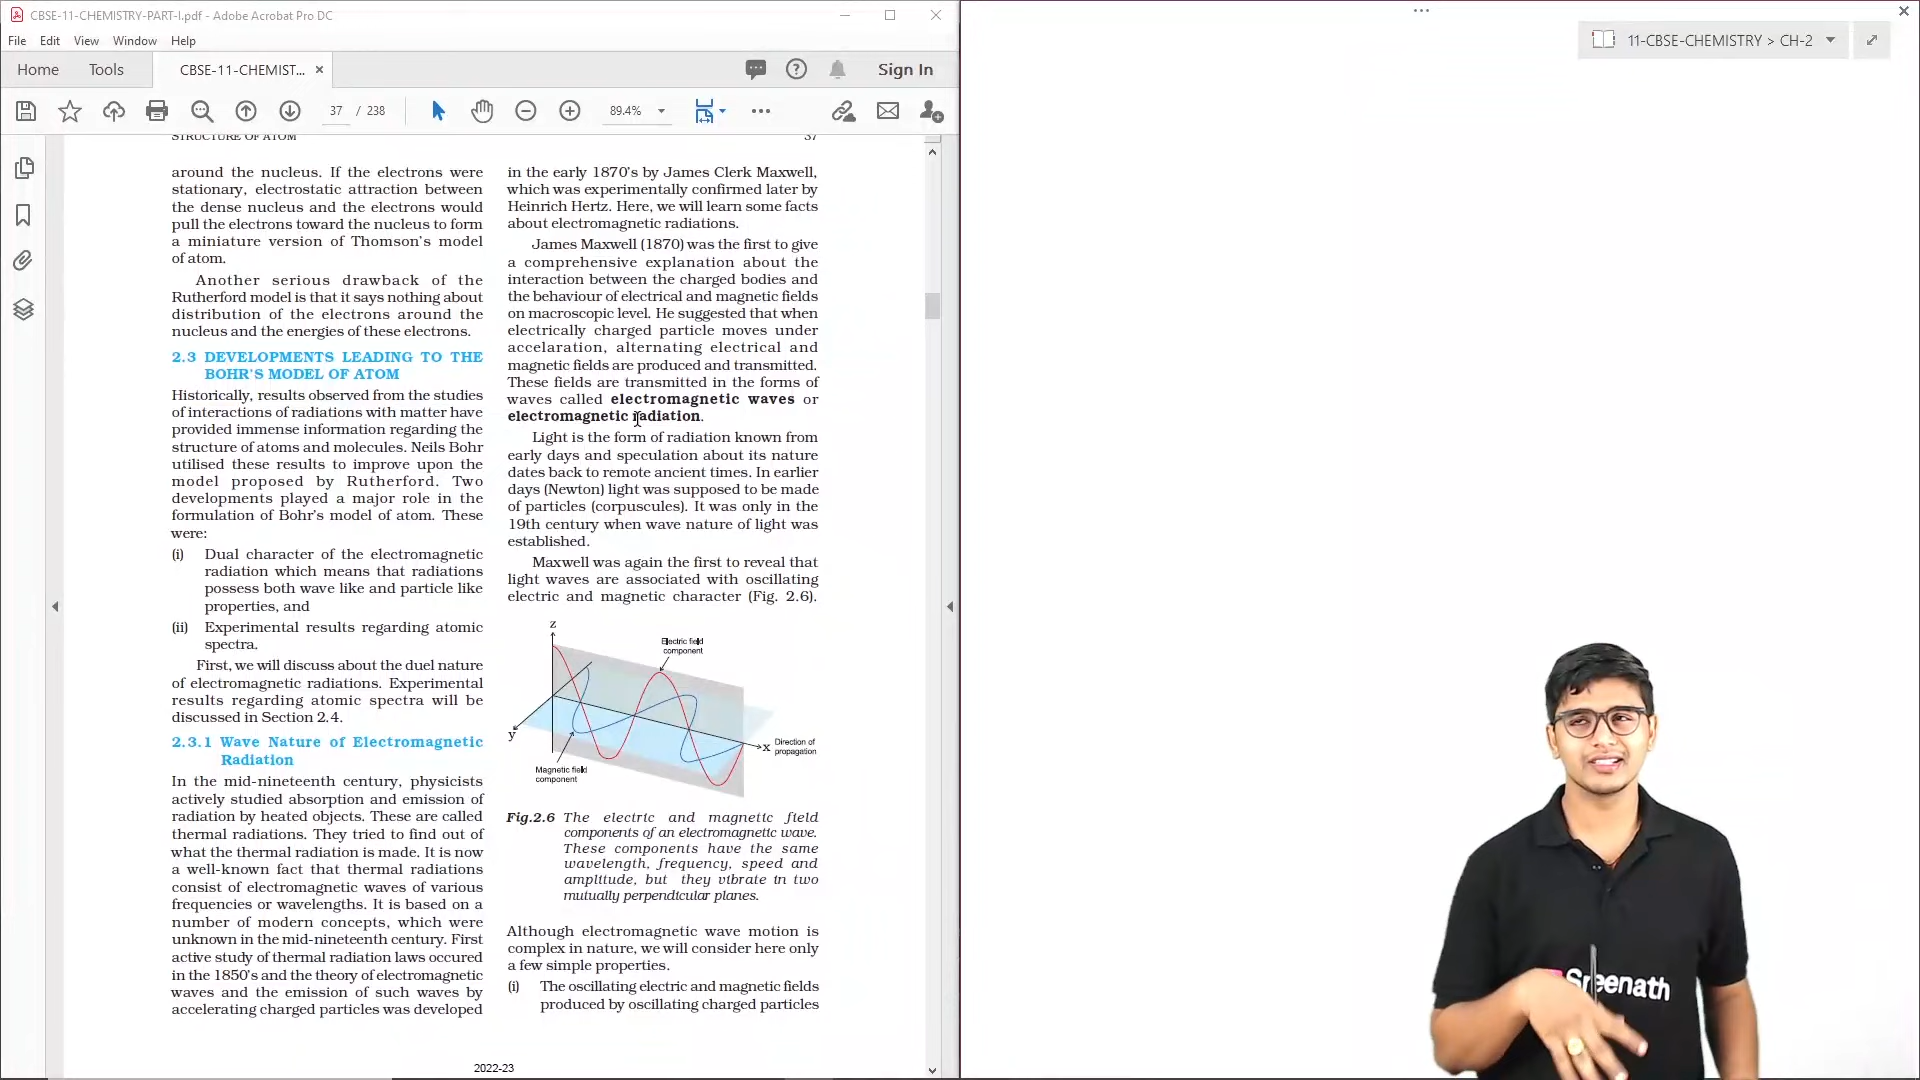 CBSE-11-CHEMISTRY-PART-I.pdf - Adobe Acrobat Pro DC
File Edit View Window Help
Home Tools CBSE-11-CHEMIST... × Sign In
37 / 238 89.4%
11-CBSE-CHEMISTRY > CH-2
STRUCTURE OF ATOM 37
around the nucleus. If the electrons were
stationary, electrostatic attraction between
the dense nucleus and the electrons would
pull the electrons toward the nucleus to form
a miniature version of Thomson's model
of atom.
Another serious drawback of the
Rutherford model is that it says nothing about
distribution of the electrons around the
nucleus and the energies of these electrons.
2.3 DEVELOPMENTS LEADING TO THE
BOHR'S MODEL OF ATOM
Historically, results observed from the studies
of interactions of radiations with matter have
provided immense information regarding the
structure of atoms and molecules. Neils Bohr
utilised these results to improve upon the
model proposed by Rutherford. Two
developments played a major role in the
formulation of Bohr's model of atom. These
were:
(i) Dual character of the electromagnetic
radiation which means that radiations
possess both wave like and particle like
properties, and
(ii) Experimental results regarding atomic
spectra.
First, we will discuss about the duel nature
of electromagnetic radiations. Experimental
results regarding atomic spectra will be
discussed in Section 2.4.
2.3.1 Wave Nature of Electromagnetic
Radiation
In the mid-nineteenth century, physicists
actively studied absorption and emission of
radiation by heated objects. These are called
thermal radiations. They tried to find out of
what the thermal radiation is made. It is now
a well-known fact that thermal radiations
consist of electromagnetic waves of various
frequencies or wavelengths. It is based on a
number of modern concepts, which were
unknown in the mid-nineteenth century. First
active study of thermal radiation laws occured
in the 1850's and the theory of electromagnetic
waves and the emission of such waves by
accelerating charged particles was developed
in the early 1870's by James Clerk Maxwell,
which was experimentally confirmed later by
Heinrich Hertz. Here, we will learn some facts
about electromagnetic radiations.
James Maxwell (1870) was the first to give
a comprehensive explanation about the
interaction between the charged bodies and
the behaviour of electrical and magnetic fields
on macroscopic level. He suggested that when
electrically charged particle moves under
accelaration, alternating electrical and
magnetic fields are produced and transmitted.
These fields are transmitted in the forms of
waves called electromagnetic waves or
electromagnetic radiation.
Light is the form of radiation known from
early days and speculation about its nature
dates back to remote ancient times. In earlier
days (Newton) light was supposed to be made
of particles (corpuscules). It was only in the
19th century when wave nature of light was
established.
Maxwell was again the first to reveal that
light waves are associated with oscillating
electric and magnetic character (Fig. 2.6).
z
Electric field
component
y
x
Direction of
propagation
Magnetic field
component
Fig.2.6 The electric and magnetic field
components of an electromagnetic wave.
These components have the same
wavelength, frequency, speed and
amplitude, but they vibrate in two
mutually perpendicular planes.
Although electromagnetic wave motion is
complex in nature, we will consider here only
a few simple properties.
(i) The oscillating electric and magnetic fields
produced by oscillating charged particles
2022-23
Sreenath